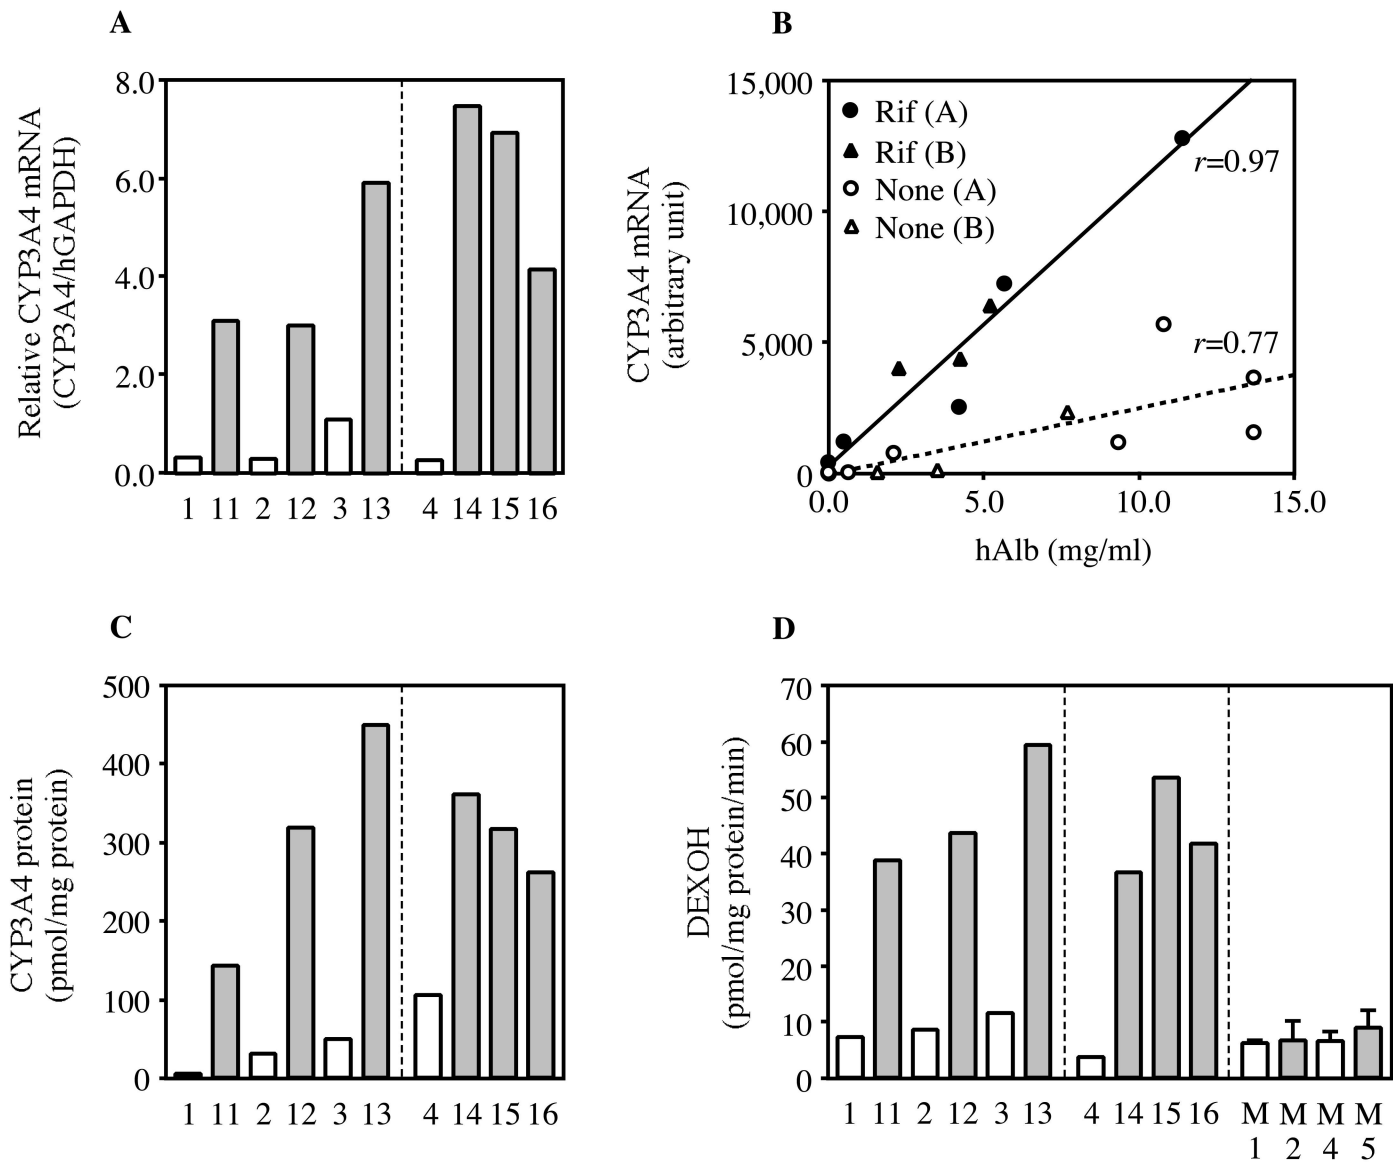 A
Relative CYP3A4 mRNA
(CYP3A4/hGAPDH)
8.0
6.0
4.0
2.0
0.0
1 11 2 12 3 13 4 14 15 16
B
CYP3A4 mRNA
(arbitrary unit)
15,000
10,000
5,000
0
Rif (A)
Rif (B)
None (A)
None (B)
r=0.97
r=0.77
0.0 5.0 10.0 15.0
hAlb (mg/ml)
C
CYP3A4 protein
(pmol/mg protein)
500
400
300
200
100
0
1 11 2 12 3 13 4 14 15 16
D
DEXOH
(pmol/mg protein/min)
70
60
50
40
30
20
10
0
1 11 2 12 3 13 4 14 15 16 M M M M
1 2 4 5